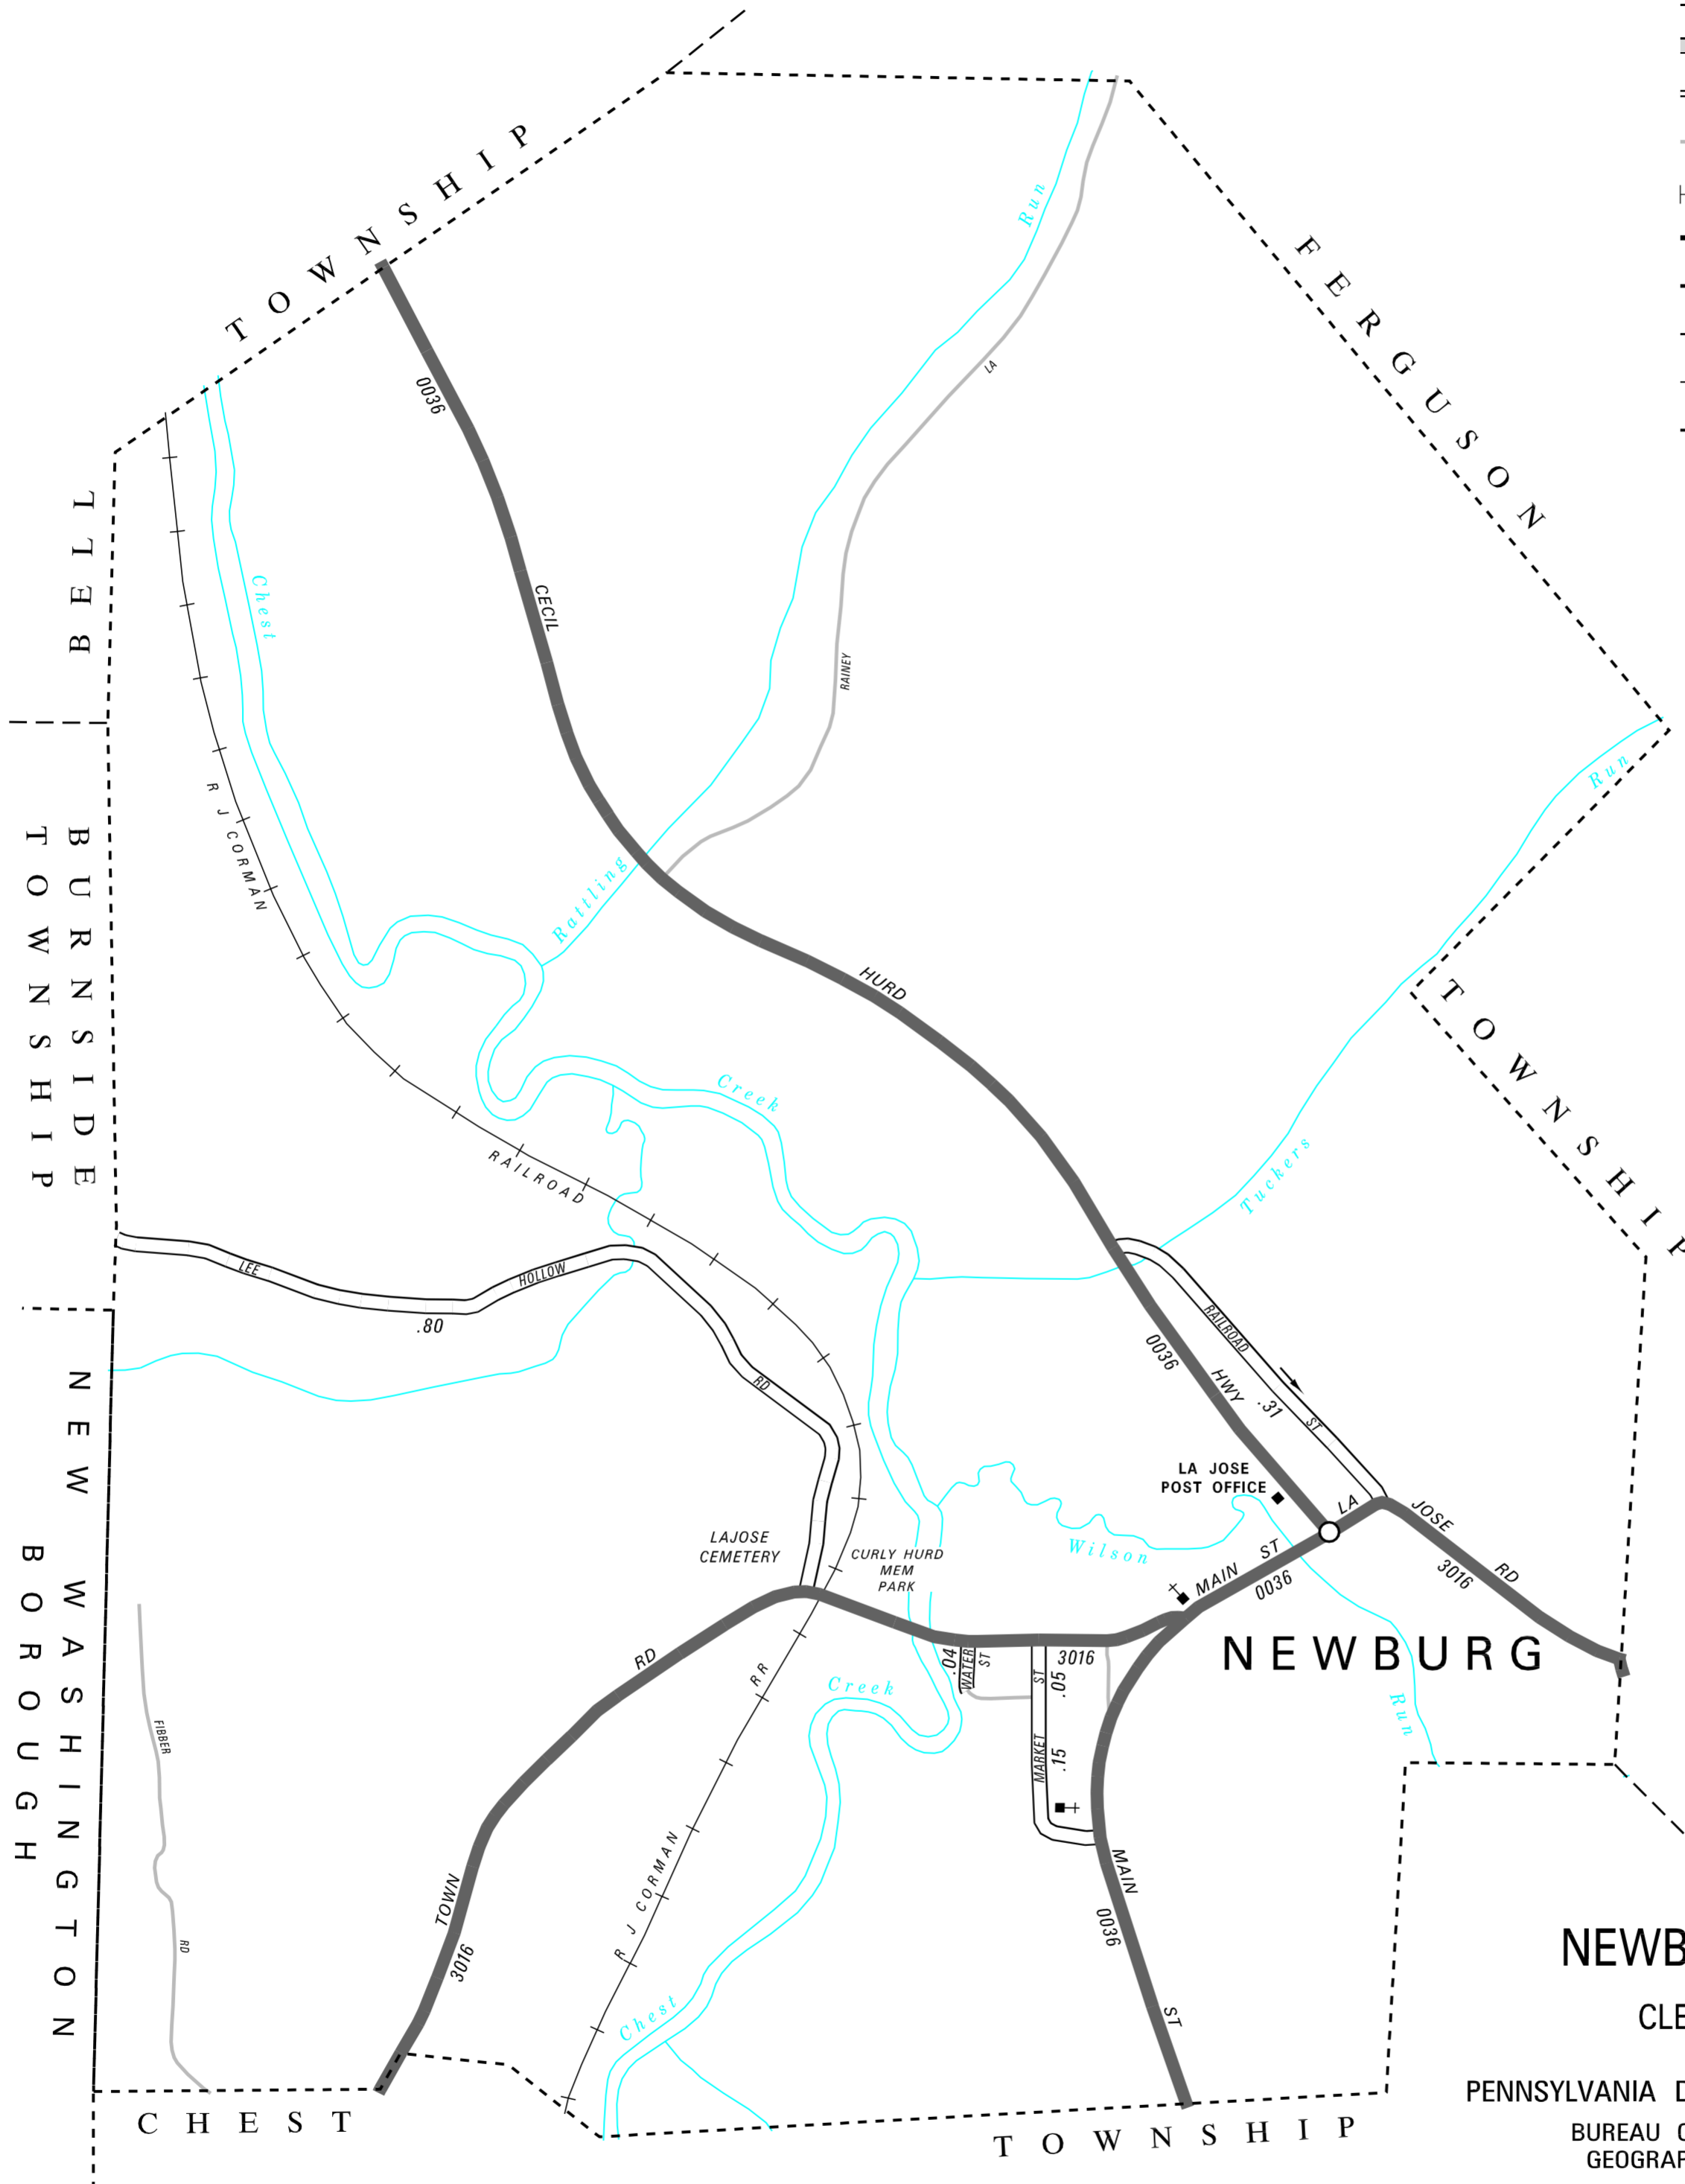 TOWNSHIP
FERGUSON
TOWNSHIP
BELL
BURNSIDE
TOWNSHIP
NEW WASHINGTON
BOROUGH
CHEST
TOWNSHIP
0036
CECIL
HURD
0036
HWY
.31
Run
Rattling
LA
RAINEY
Chest
R J CORMAN
RAILROAD
Creek
Run
Tuckers
LEE
HOLLOW
RD
.80
RAILROAD
ST
LA JOSE
POST OFFICE
LA
JOSE
RD
3016
MAIN ST
0036
Wilson
Run
LAJOSE
CEMETERY
CURLY HURD
MEM
PARK
NEWBURG
3016
.04
WATER
ST
ST
.05
MARKET
.15
RD
TOWN
3016
RR
R J CORMAN
Creek
Chest
MAIN
0036
ST
FIBBER
RD
NEWB
CLE
PENNSYLVANIA D
BUREAU
GEOGRAP